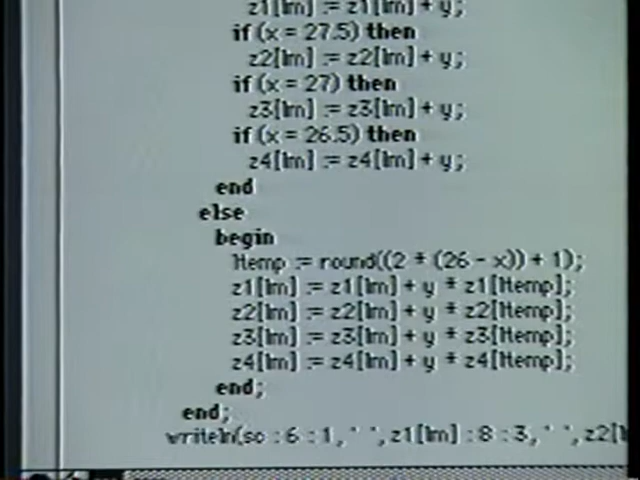 z1[lm] := z1[lm] + y;
if (x = 27.5) then
z2[lm] := z2[lm] + y;
if (x = 27) then
z3[lm] := z3[lm] + y;
if (x = 26.5) then
z4[lm] := z4[lm] + y;
end
else
begin
ltemp := round((2 * (26 - x)) + 1);
z1[lm] := z1[lm] + y * z1[ltemp];
z2[lm] := z2[lm] + y * z2[ltemp];
z3[lm] := z3[lm] + y * z3[ltemp];
z4[lm] := z4[lm] + y * z4[ltemp];
end;
end;
writeln(sc : 6 : 1, ' ', z1[lm] : 8 : 3, ' ', z2[l